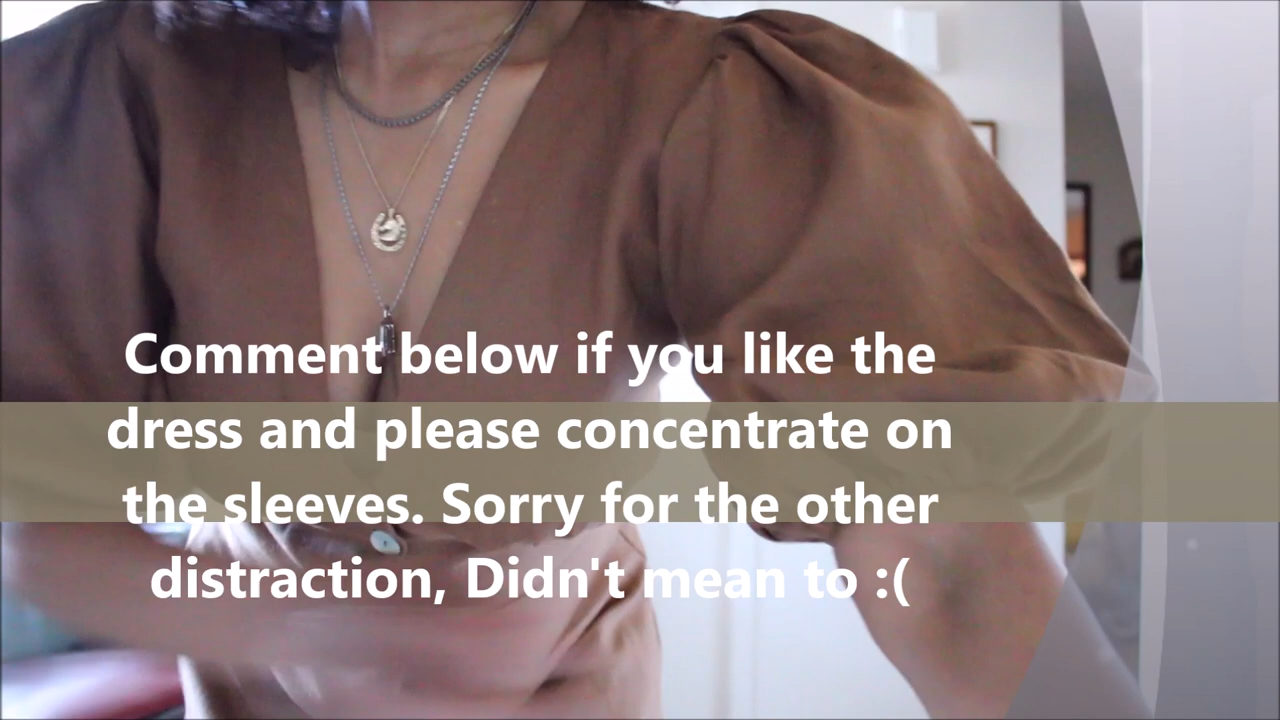 Comment below if you like the
dress and please concentrate on
the sleeves. Sorry for the other
distraction, Didn't mean to :(